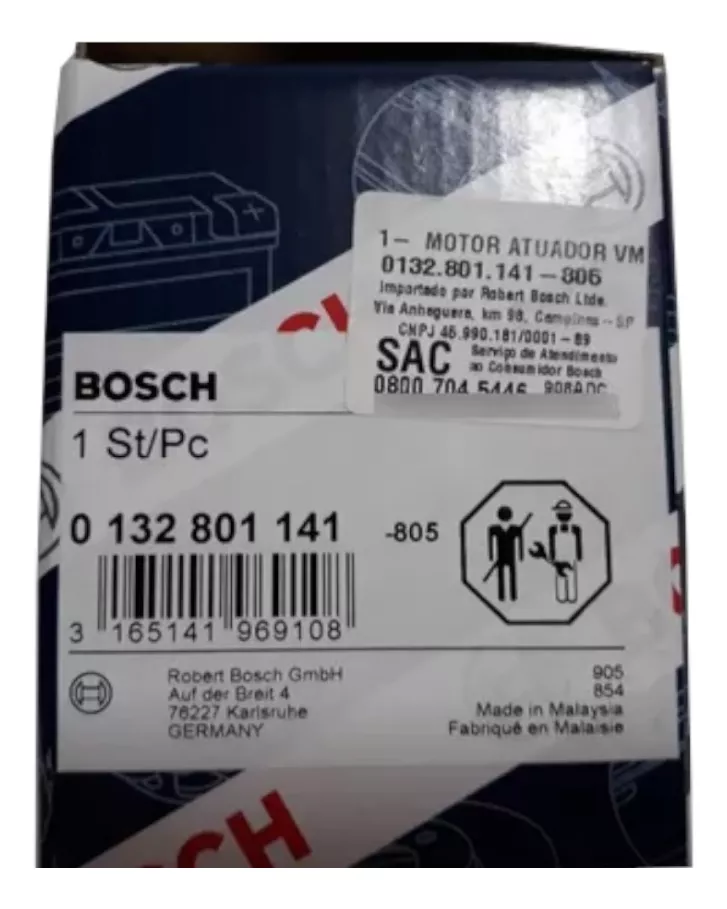 1- MOTOR ATUADOR VM
0132.801.141-805
Importado por Robert Bosch Ltda.
Via Anhaguera, km 98, Campinas - SP
CNPJ 45.990.181/0001-89
SAC Serviço de Atendimento
ao Consumidor Bosch
0800 704 5446 908ADC
BOSCH
1 St/Pc
0 132 801 141 -805
3 165141 969108
Robert Bosch GmbH
Auf der Breit 4
76227 Karlsruhe
GERMANY
905
854
Made in Malaysia
Fabriqué en Malaisie
CH